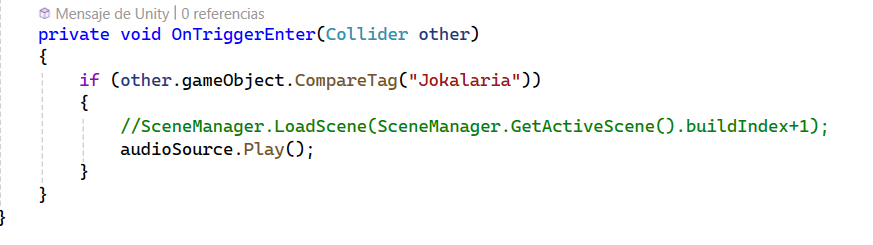 Mensaje de Unity | 0 referencias
private void OnTriggerEnter(Collider other)
{
if (other.gameObject.CompareTag("Jokalaria"))
{
//SceneManager.LoadScene(SceneManager.GetActiveScene().buildIndex+1);
audioSource.Play();
}
}
}